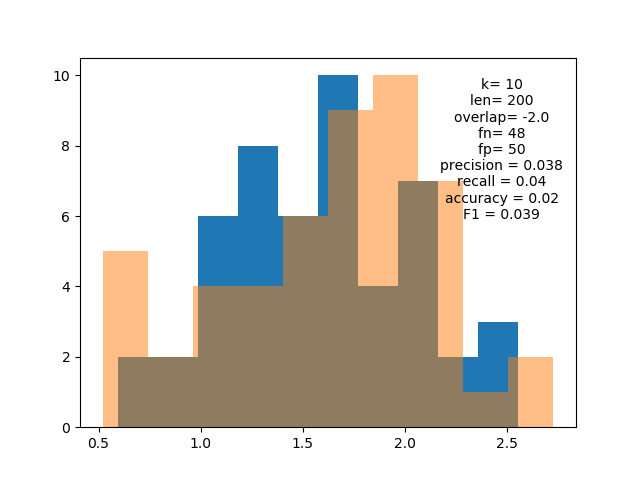 10
8
6
4
2
0
0.5 1.0 1.5 2.0 2.5
k= 10
len= 200
overlap= -2.0
fn= 48
fp= 50
precision = 0.038
recall = 0.04
accuracy = 0.02
F1 = 0.039